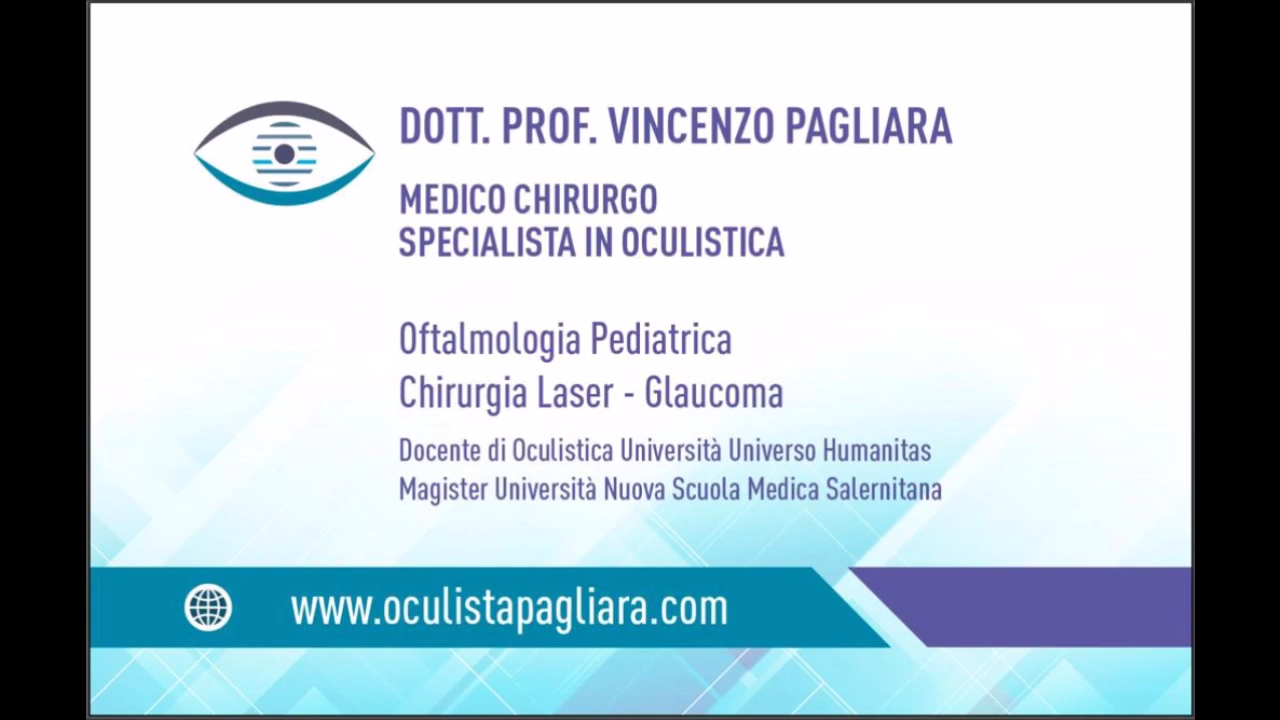 DOTT. PROF. VINCENZO PAGLIARA
MEDICO CHIRURGO
SPECIALISTA IN OCULISTICA
Oftalmologia Pediatrica
Chirurgia Laser - Glaucoma
Docente di Oculistica Università Universo Humanitas
Magister Università Nuova Scuola Medica Salernitana
www.oculistapagliara.com